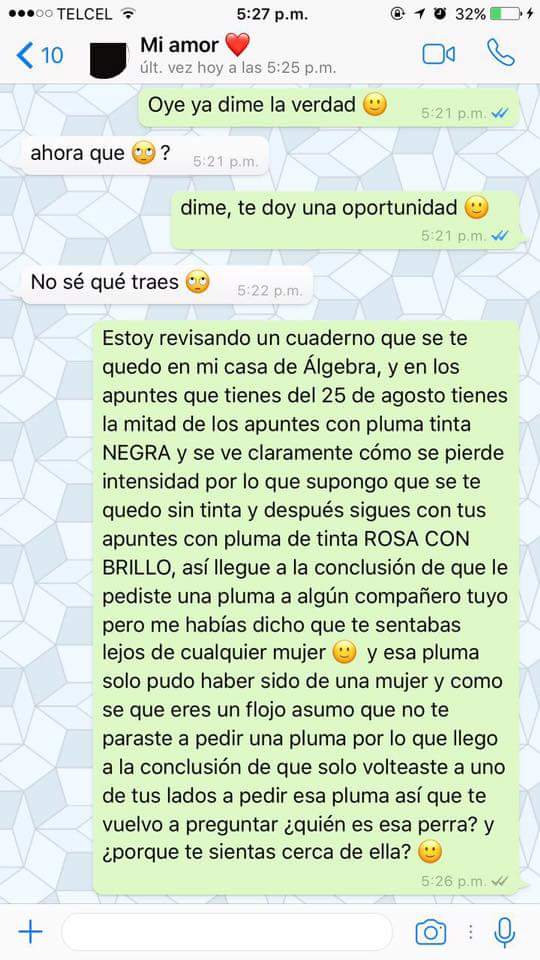 TELCEL 5:27 p.m. 32%
10 Mi amor ❤️
últ. vez hoy a las 5:25 p.m.
Oye ya dime la verdad 🙂 5:21 p.m.
ahora que 🙄 ? 5:21 p.m.
dime, te doy una oportunidad 🙂
5:21 p.m.
No sé qué traes 🙄 5:22 p.m.
Estoy revisando un cuaderno que se te
quedo en mi casa de Álgebra, y en los
apuntes que tienes del 25 de agosto tienes
la mitad de los apuntes con pluma tinta
NEGRA y se ve claramente cómo se pierde
intensidad por lo que supongo que se te
quedo sin tinta y después sigues con tus
apuntes con pluma de tinta ROSA CON
BRILLO, así llegue a la conclusión de que le
pediste una pluma a algún compañero tuyo
pero me habías dicho que te sentabas
lejos de cualquier mujer 🙂 y esa pluma
solo pudo haber sido de una mujer y como
se que eres un flojo asumo que no te
paraste a pedir una pluma por lo que llego
a la conclusión de que solo volteaste a uno
de tus lados a pedir esa pluma así que te
vuelvo a preguntar ¿quién es esa perra? y
¿porque te sientas cerca de ella? 🙂
5:26 p.m.